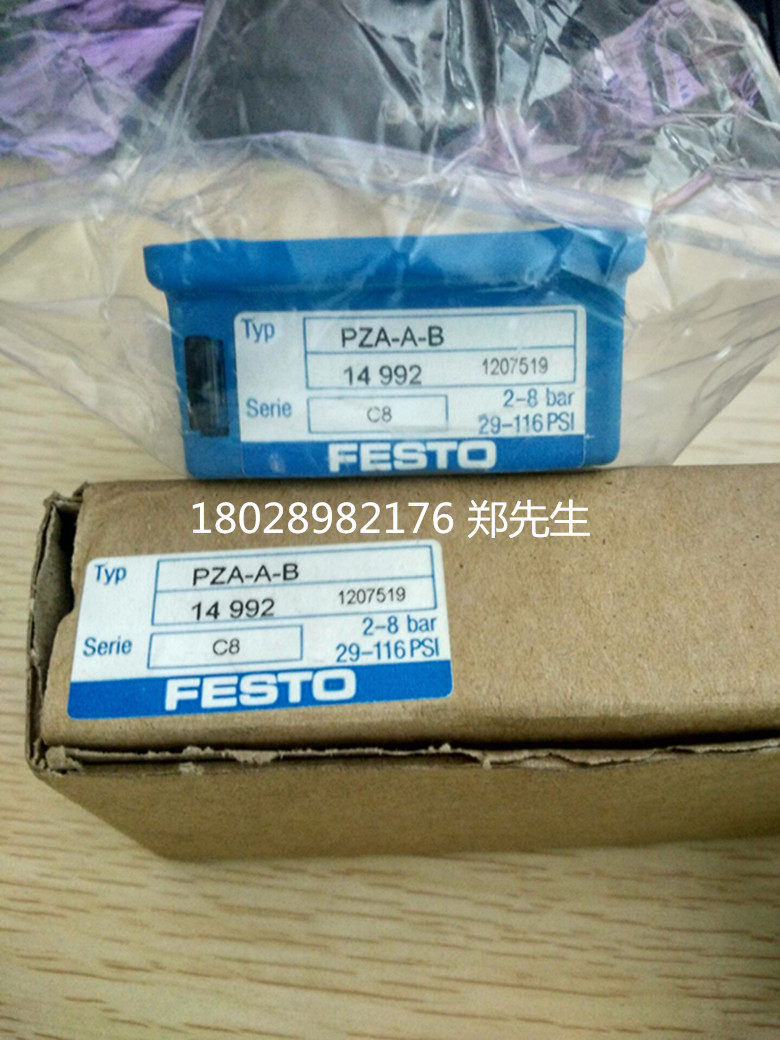 Typ PZA-A-B
14 992 1207519
Serie C8 2-8 bar
29-116 PSI
FESTO
18028982176 郑先生
Typ PZA-A-B
14 992 1207519
Serie C8 2-8 bar
29-116 PSI
FESTO